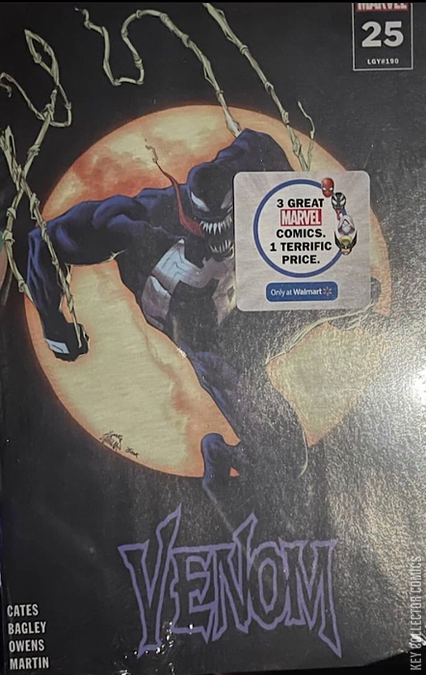 MARVEL
25
LGY#190
3 GREAT
MARVEL
COMICS.
1 TERRIFIC
PRICE.
Only at Walmart
VENOM
CATES
BAGLEY
OWENS
MARTIN
KEY COLLECTOR COMICS